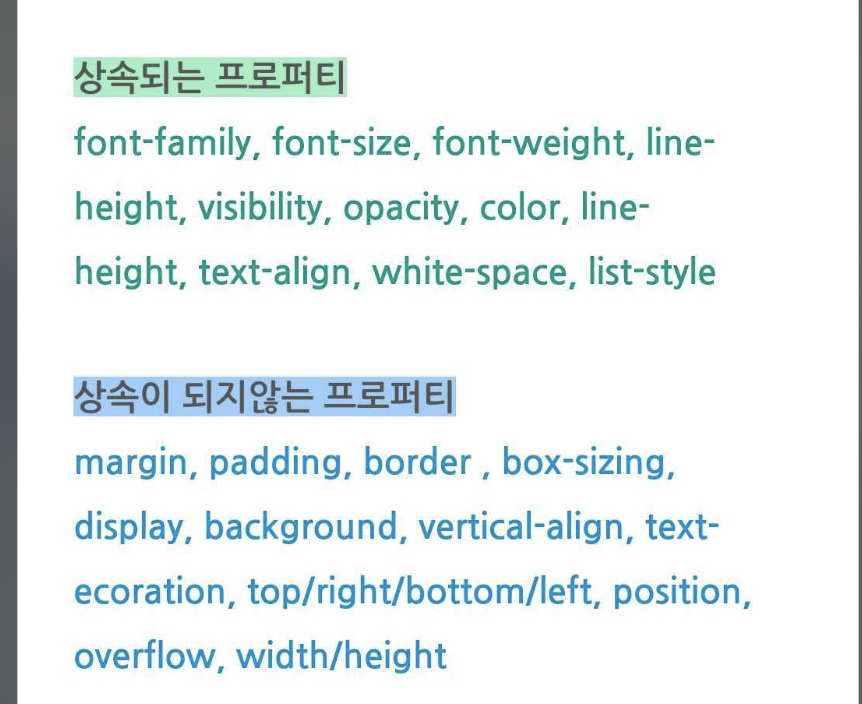 상속되는 프로퍼티
font-family, font-size, font-weight, line-
height, visibility, opacity, color, line-
height, text-align, white-space, list-style
상속이 되지않는 프로퍼티
margin, padding, border , box-sizing,
display, background, vertical-align, text-
ecoration, top/right/bottom/left, position,
overflow, width/height